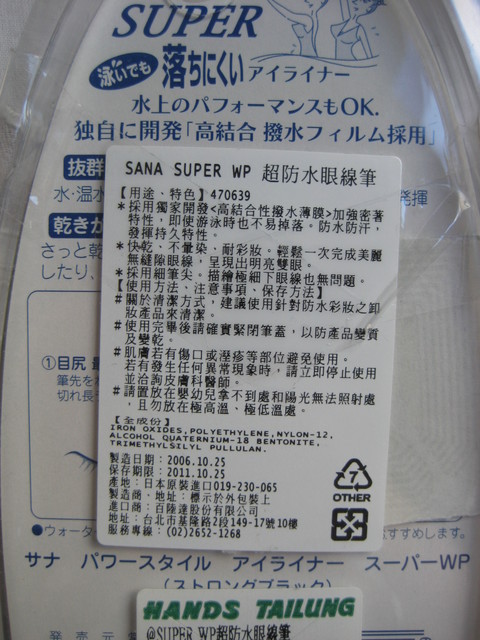 SUPER
泳いでも 落ちにくい アイライナー
水上のパフォーマンスもOK.
独自に開発「高結合 撥水フィルム採用」
抜群
水・温水
発揮
SANA SUPER WP 超防水眼線筆
【用途、特色】470639
*採用獨家開發<高結合性撥水薄膜>加強密著
特性，即使游泳時也不易掉落。防水防汗，
發揮持久特性。
*快乾、不暈染、耐彩妝。輕鬆一次完成美麗
無縫隙眼線，呈現出明亮雙眼。
*採用細筆尖。描繪極細下眼線也無問題。
【使用方法、注意事項、保存方法】
#關於清潔方式，建議使用針對防水彩妝之卸
妝產品來清潔。
#使用完畢後請確實緊閉筆蓋，以防產品變質
及變乾。
#肌膚若有傷口或溼疹等部位避免使用。
若有發生任何異常現象時，請立即停止使用
並洽詢皮膚科醫師。
#請置放在嬰幼兒拿不到處和陽光無法照射處
，且勿放在極高溫、極低溫處。
【全成份】
IRON OXIDES,POLYETHYLENE,NYLON-12,
ALCOHOL QUATERNIUM-18 BENTONITE,
TRIMETHYLSILYL PULLULAN.
製造日期：2006.10.25
保存期限：2011.10.25
產地：日本原裝進口019-230-065
製造商、地址：標示於外包裝上
進口商：百陸達股份有限公司
地址：台北市基隆路2段149-17號10樓
服務專線：(02)2652-1268
7
OTHER
乾きが
さっと乾
したり、
①目尻
筆先を
切れ長
●ウォーター
すすめします。
サナ パワースタイル アイライナー スーパーWP
(ストロングブラック)
HANDS TAILUNG
@SUPER WP超防水眼線筆
発売元